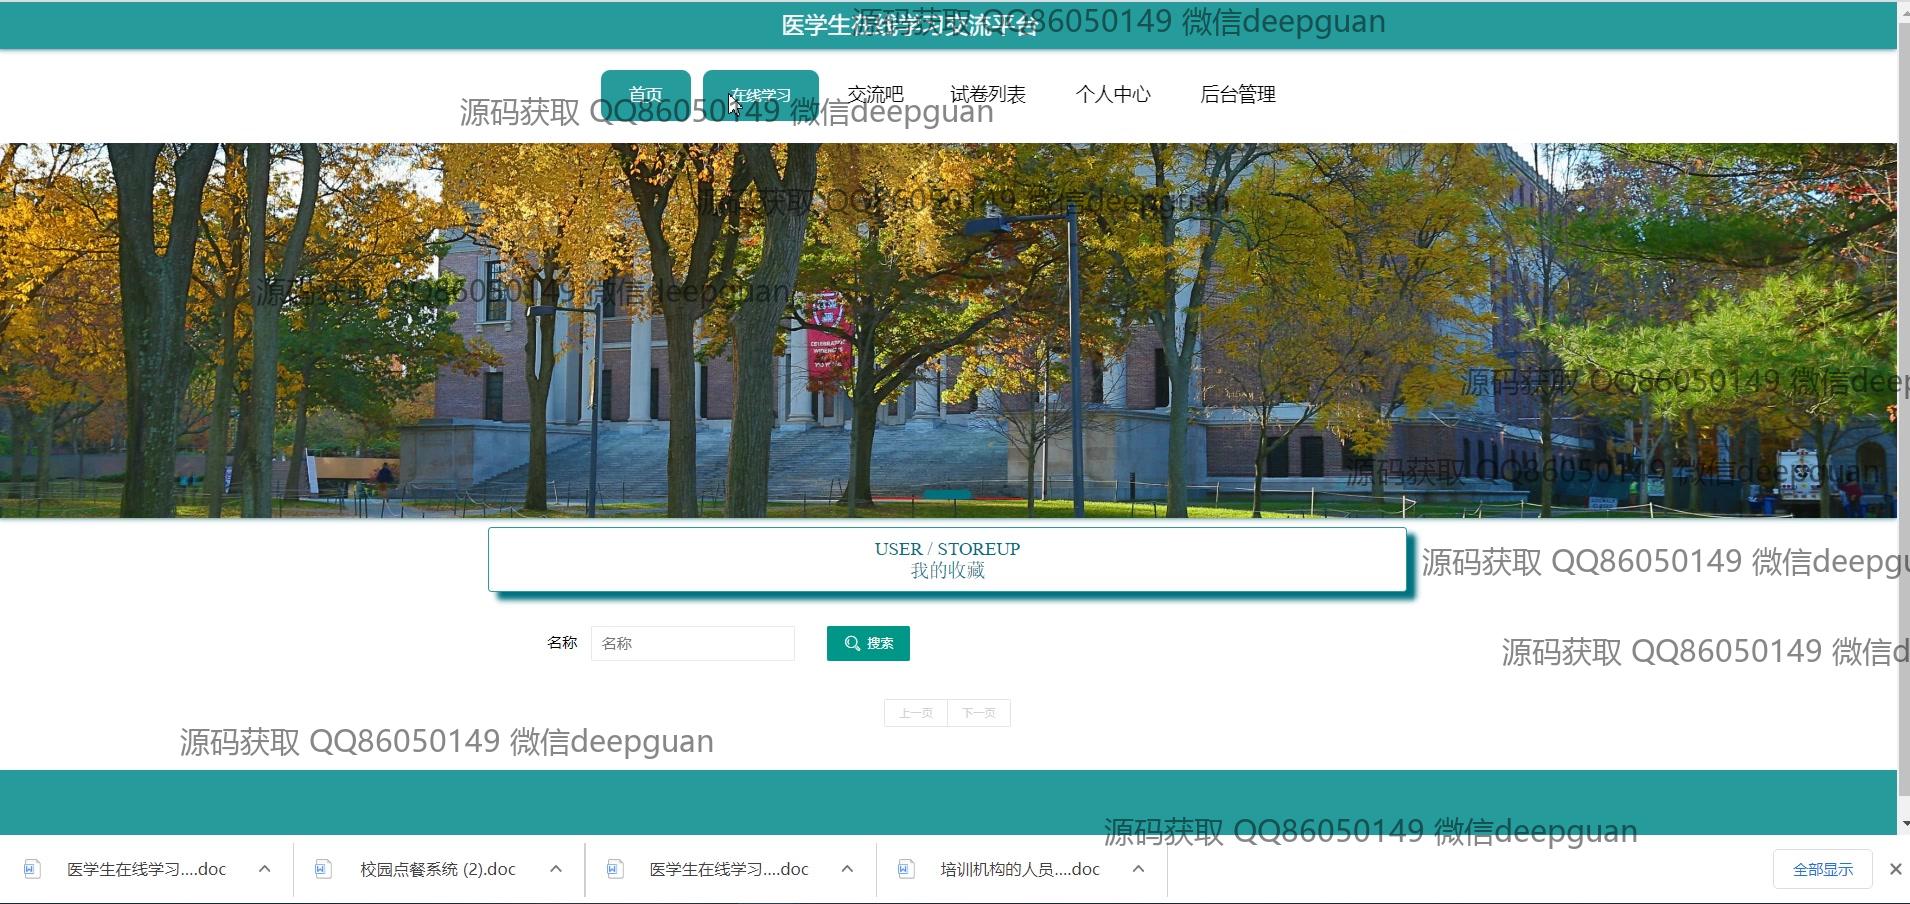 医学生在线学习交流平台
源码获取 QQ86050149 微信deepguan
首页 在线学习 交流吧 试卷列表 个人中心 后台管理
源码获取 QQ86050149 微信deepguan
源码获取 QQ86050149 微信deepguan
源码获取 QQ86050149 微信deepguan
CELEBRATING
源码获取 QQ86050149 微信deep
源码获取 QQ86050149 微信deepguan
USER / STOREUP
我的收藏
源码获取 QQ86050149 微信deepgu
名称 名称 搜索
源码获取 QQ86050149 微信d
上一页 下一页
源码获取 QQ86050149 微信deepguan
源码获取 QQ86050149 微信deepguan
医学生在线学习....doc 校园点餐系统 (2).doc 医学生在线学习....doc 培训机构的人员....doc 全部显示